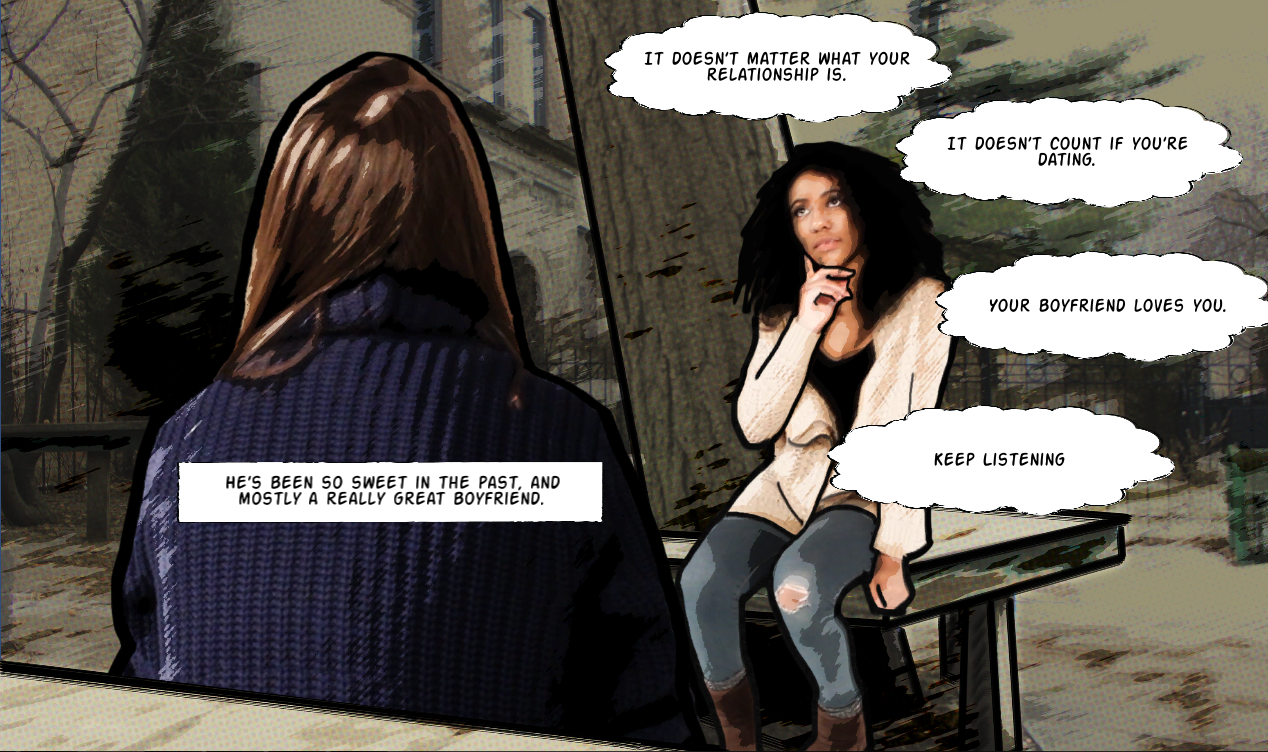 IT DOESN'T MATTER WHAT YOUR
RELATIONSHIP IS.
IT DOESN'T COUNT IF YOU'RE
DATING.
YOUR BOYFRIEND LOVES YOU.
KEEP LISTENING
HE'S BEEN SO SWEET IN THE PAST, AND
MOSTLY A REALLY GREAT BOYFRIEND.